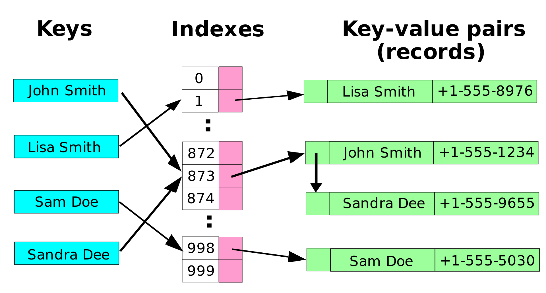 Keys
Indexes
Key-value pairs
(records)
John Smith
Lisa Smith
Sam Doe
Sandra Dee
0
1
:
872
873
874
:
998
999
Lisa Smith +1-555-8976
John Smith +1-555-1234
Sandra Dee +1-555-9655
Sam Doe +1-555-5030